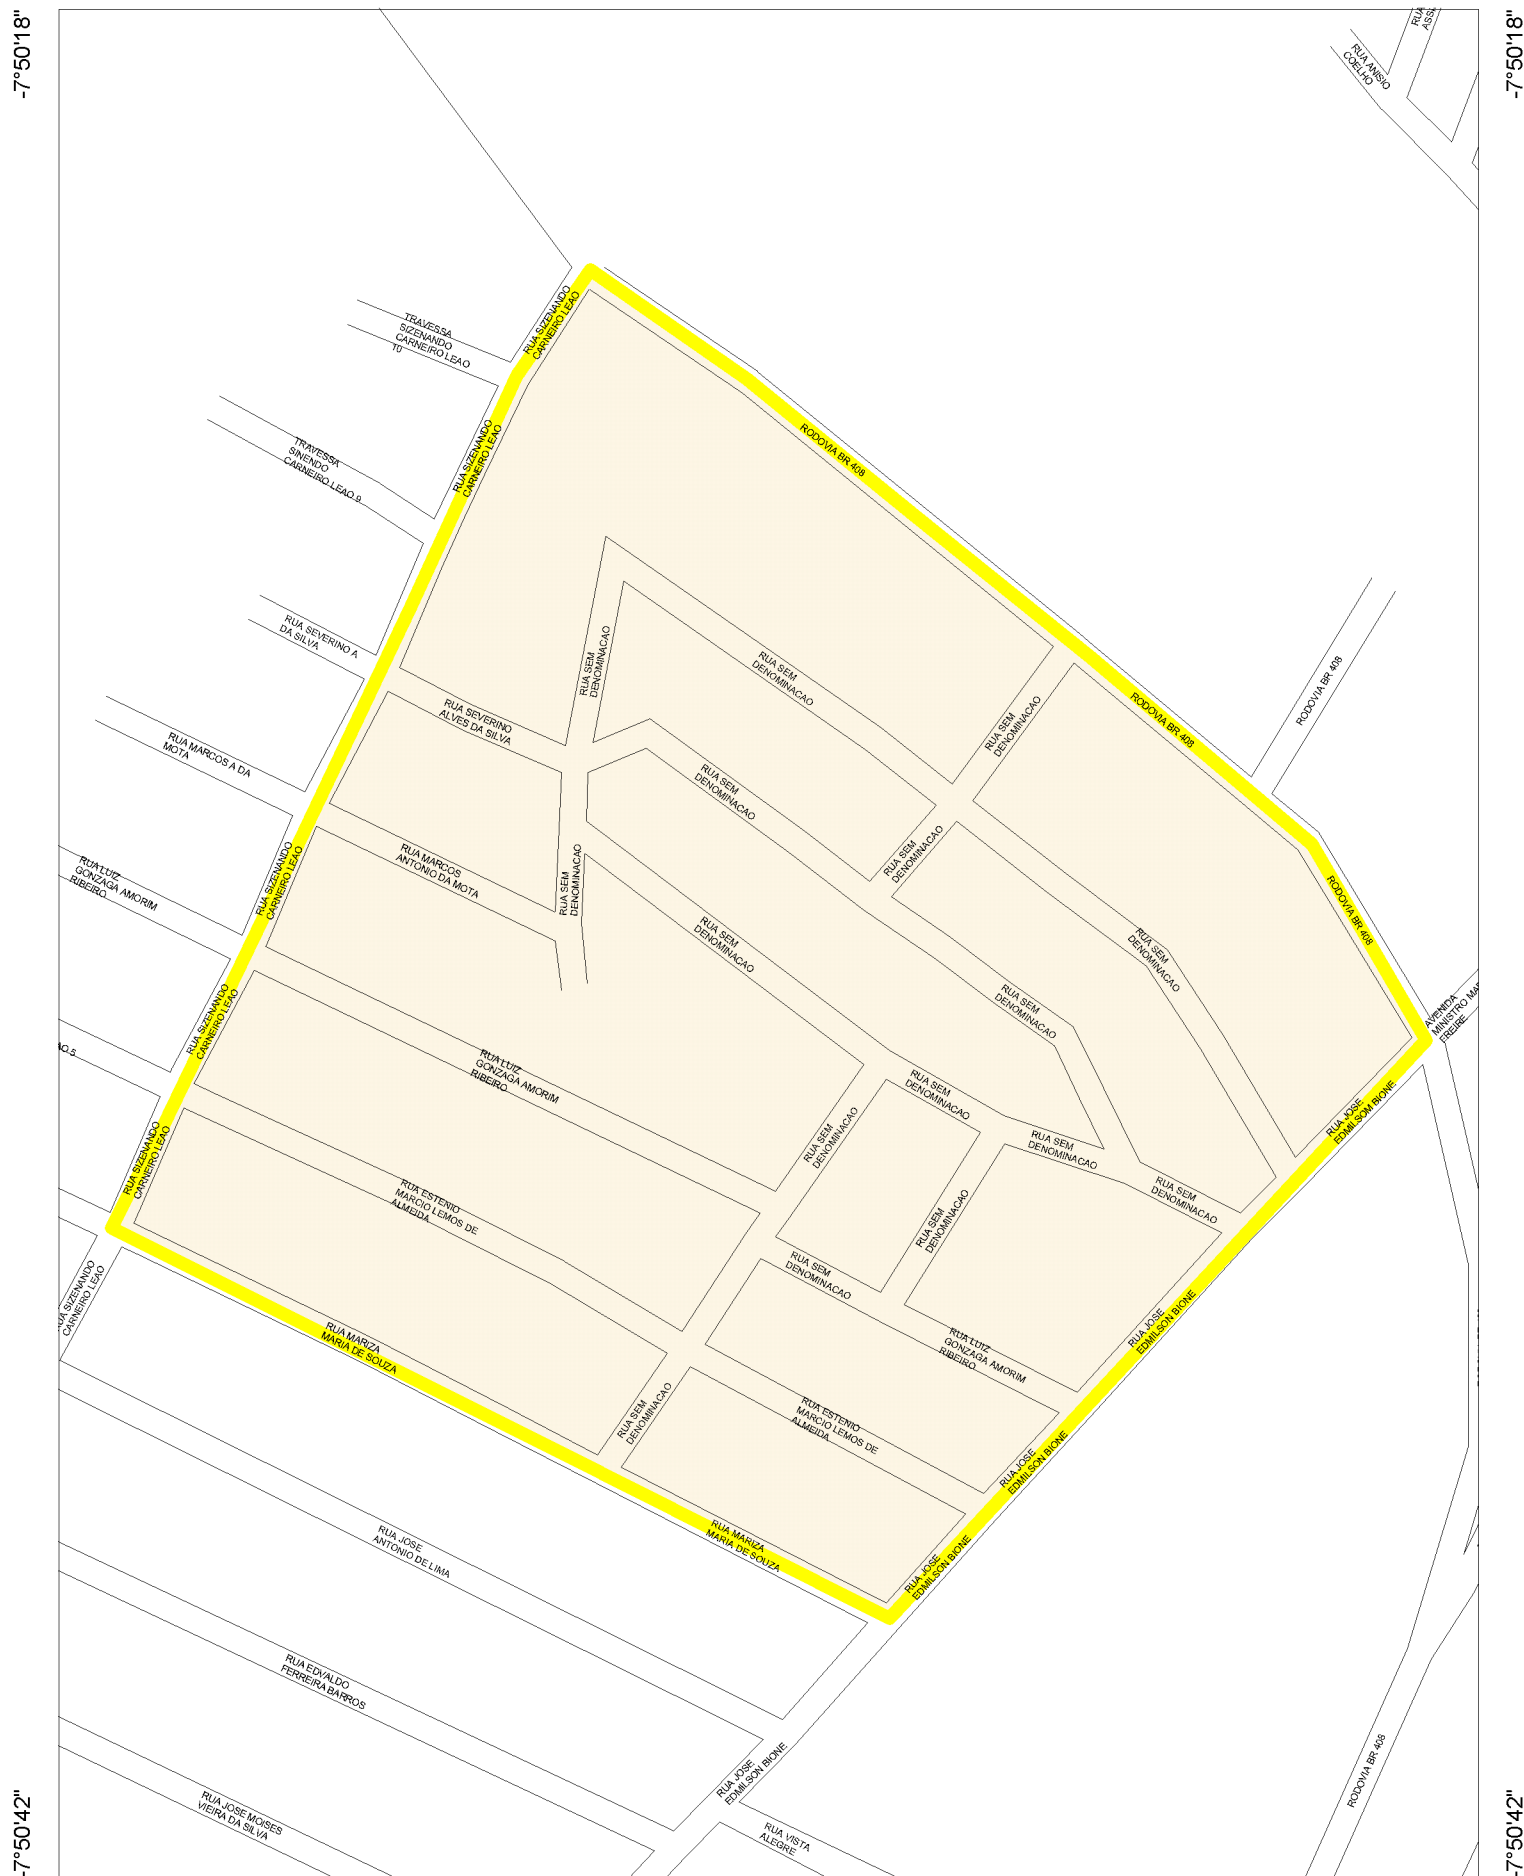 -7°50'18"
-7°50'18"
RUA
ASSI
RUA ANISIO
COELHO
RUA SIZENANDO
CARNEIRO LEAO
TRAVESSA
SIZENANDO
CARNEIRO LEAO
10
RUA SIZENANDO
CARNEIRO LEAO
TRAVESSA
SINENDO
CARNEIRO LEAO 9
RODOVIA BR 408
RUA SEVERINO A
DA SILVA
RUA SEM
DENOMINACAO
RUA SEM
DENOMINACAO
RODOVIA BR 408
RUA SEVERINO
ALVES DA SILVA
RUA SEM
DENOMINACAO
RODOVIA BR 408
RUA MARCOS A DA
MOTA
RUA SEM
DENOMINACAO
RUA MARCOS
ANTONIO DA MOTA
RUA SEM
DENOMINACAO
RUA SEM
DENOMINACAO
RUA SIZENANDO
CARNEIRO LEAO
RUA LUIZ
GONZAGA AMORIM
RIBEIRO
RODOVIA BR 408
RUA SEM
DENOMINACAO
RUA SEM
DENOMINACAO
RUA SEM
DENOMINACAO
AVENIDA
MINISTRO MAR
FREIRE
RUA SIZENANDO
CARNEIRO LEAO
AO 5
RUA LUIZ
GONZAGA AMORIM
RIBEIRO
RUA SEM
DENOMINACAO
RUA JOSE
EDMILSOM BIONE
RUA SEM
DENOMINACAO
RUA SEM
DENOMINACAO
RUA SIZENANDO
CARNEIRO LEAO
RUA ESTENIO
MARCIO LEMOS DE
ALMEIDA
RUA SEM
DENOMINACAO
RUA SEM
DENOMINACAO
RUA SEM
DENOMINACAO
RUA SIZENANDO
CARNEIRO LEAO
RUA MARIZA
MARIA DE SOUZA
RUA LUIZ
GONZAGA AMORIM
RIBEIRO
RUA JOSE
EDMILSON BIONE
RUA SEM
DENOMINACAO
RUA ESTENIO
MARCIO LEMOS DE
ALMEIDA
RUA JOSE
EDMILSON BIONE
RUA MARIZA
MARIA DE SOUZA
RUA JOSE
ANTONIO DE LIMA
RUA JOSE
EDMILSON BIONE
RUA EDVALDO
FERREIRA BARROS
RUA JOSE
EDMILSON BIONE
RODOVIA BR 408
RUA JOSE MOISES
VIEIRA DA SILVA
RUA VISTA
ALEGRE
-7°50'42"
-7°50'42"